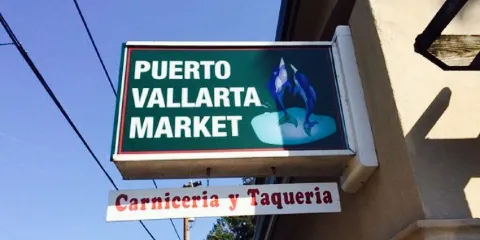 PUERTO
VALLARTA
MARKET
Carniceria y Taqueria